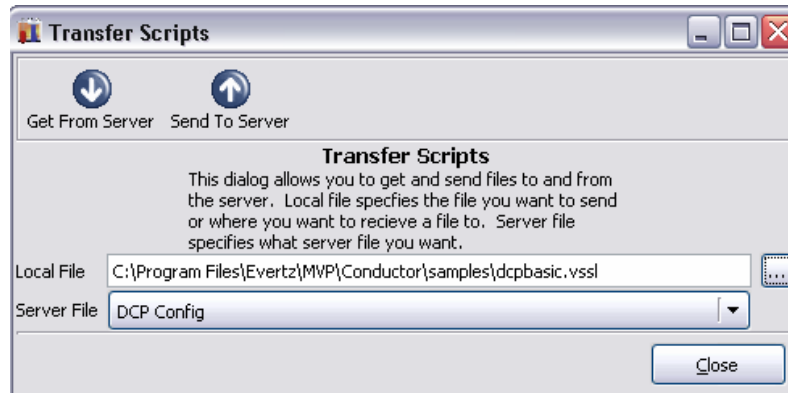 Transfer Scripts
Get From Server Send To Server
Transfer Scripts
This dialog allows you to get and send files to and from
the server. Local file specfies the file you want to send
or where you want to recieve a file to. Server file
specifies what server file you want.
Local File C:\Program Files\Evertz\MVP\Conductor\samples\dcpbasic.vssl ...
Server File DCP Config
Close